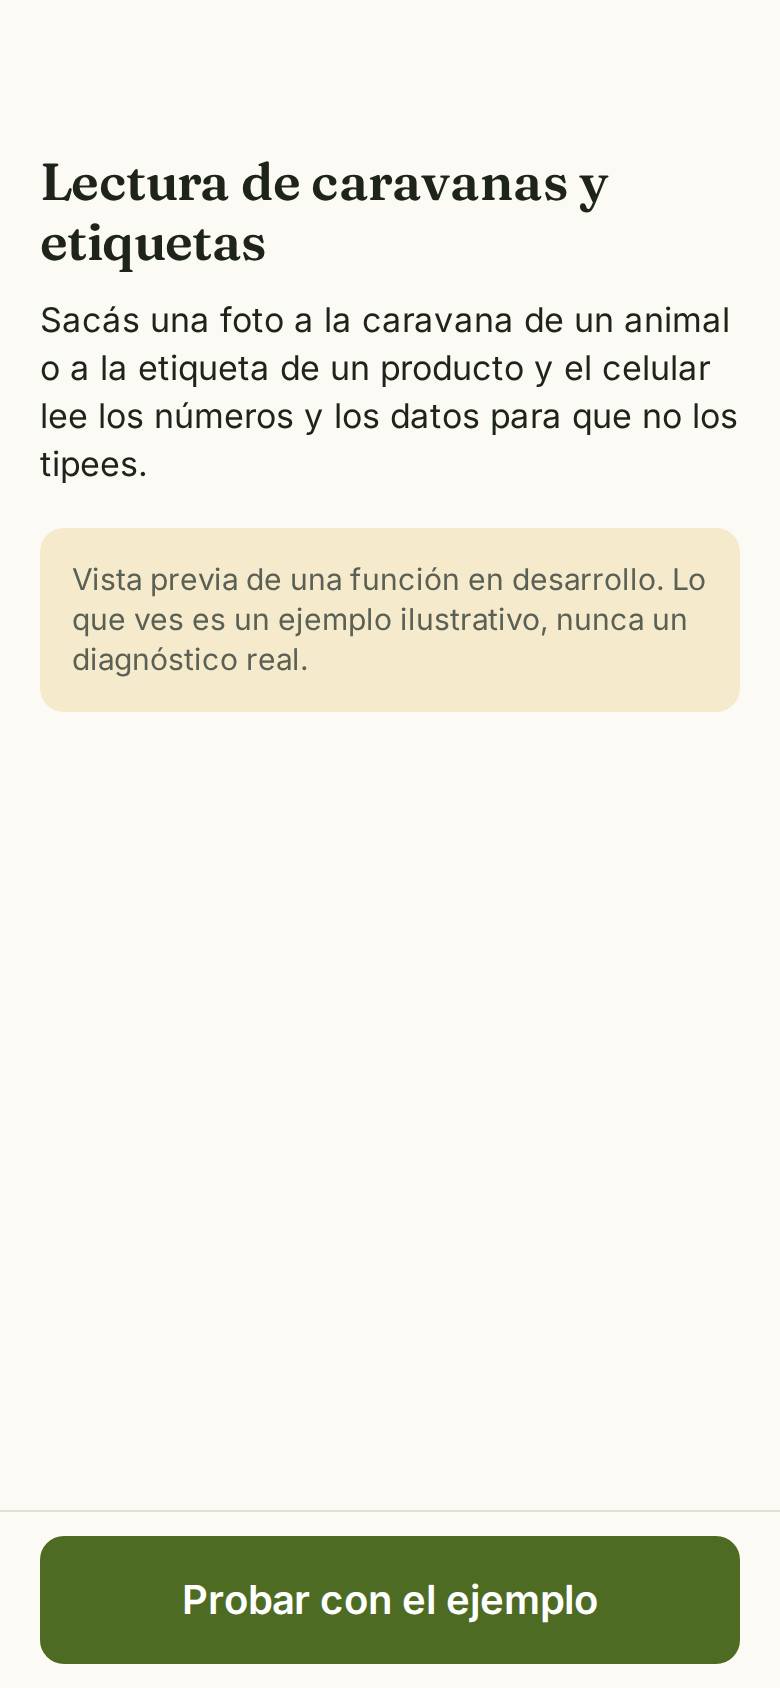 Lectura de caravanas y
etiquetas
Sacás una foto a la caravana de un animal
o a la etiqueta de un producto y el celular
lee los números y los datos para que no los
tipees.
Vista previa de una función en desarrollo. Lo
que ves es un ejemplo ilustrativo, nunca un
diagnóstico real.
Probar con el ejemplo